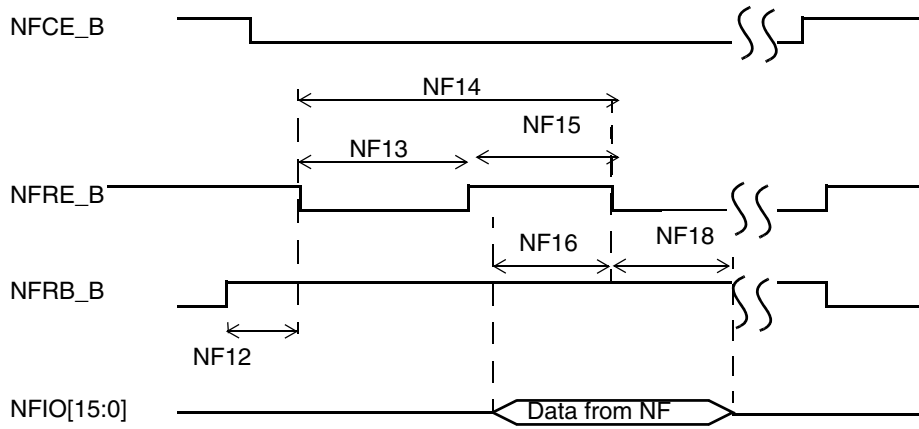 NFCE_B
NF14
NF15
NF13
NFRE_B
NF16
NF18
NFRB_B
NF12
NFIO[15:0]
Data from NF